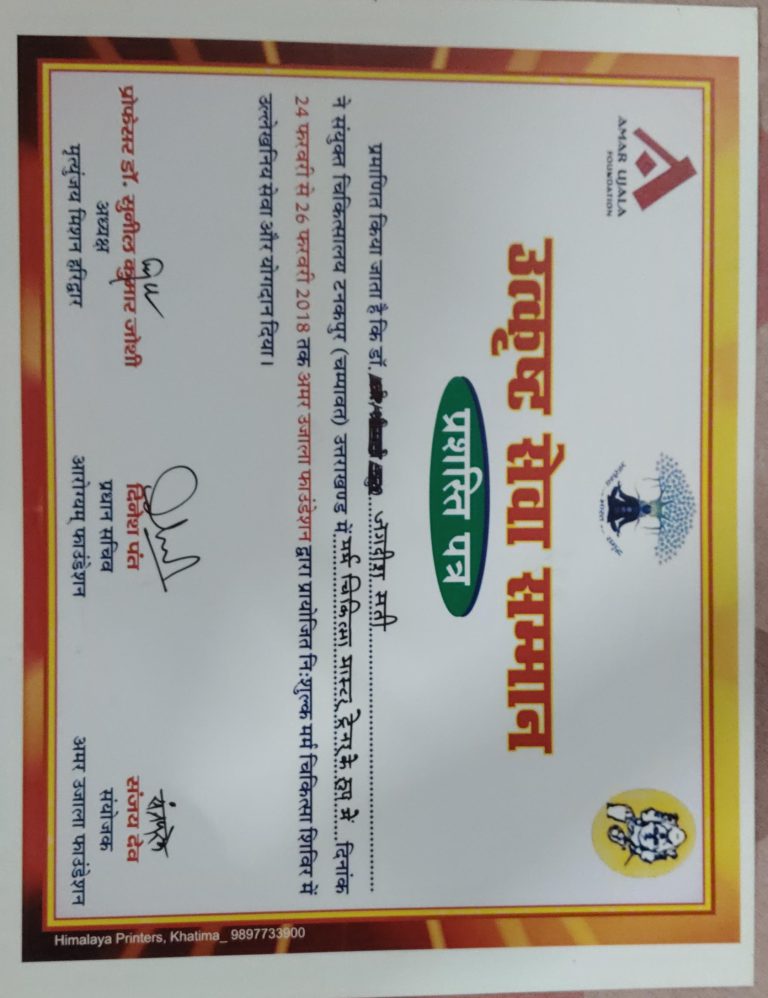 AMAR UJALA
FOUNDATION
उत्कृष्ट सेवा सम्मान
प्रशस्ति पत्र
प्रमाणित किया जाता है कि डॉ. जगदीश सती
ने संयुक्त चिकित्सालय टनकपुर (चम्पावत) उत्तराखण्ड में मर्म चिकित्सा मास्टर ट्रेनर के रूप में दिनांक
24 फरवरी से 26 फरवरी 2018 तक अमर उजाला फाउंडेशन द्वारा प्रायोजित निःशुल्क मर्म चिकित्सा शिविर में
उल्लेखनिय सेवा और योगदान दिया।
प्रोफेसर डॉ. सुनील कुमार जोशी
अध्यक्ष
मृत्युंजय मिशन हरिद्वार
दिनेश पंत
प्रधान सचिव
आरोग्यम् फाउंडेशन
संजय देव
संयोजक
अमर उजाला फाउंडेशन
Himalaya Printers, Khatima_ 9897733900